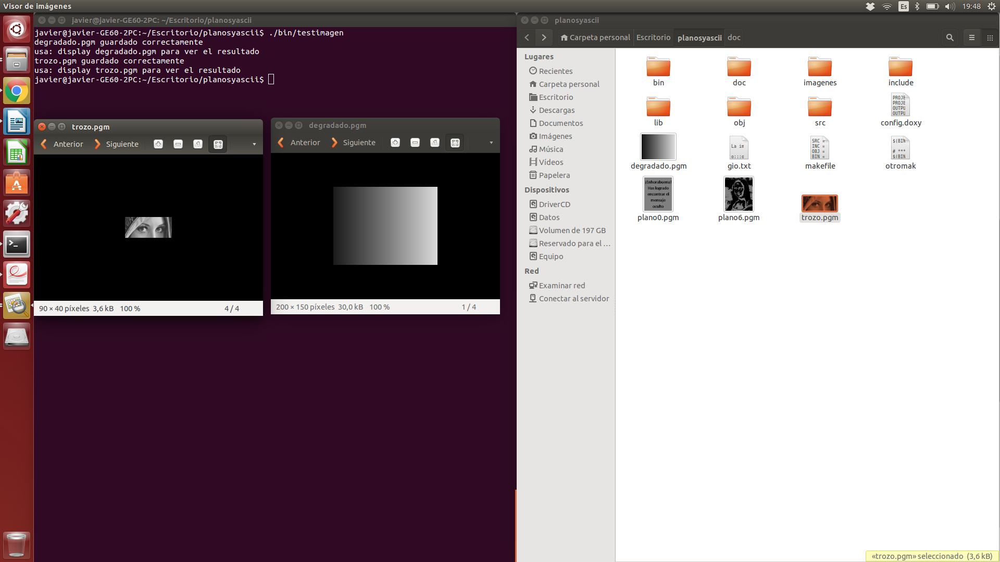 Visor de imágenes
Es
19:48
javier@javier-GE60-2PC: ~/Escritorio/planosyascii
javier@javier-GE60-2PC:~/Escritorio/planosyascii$ ./bin/testimagen
degradado.pgm guardado correctamente
usa: display degradado.pgm para ver el resultado
trozo.pgm guardado correctamente
usa: display trozo.pgm para ver el resultado
javier@javier-GE60-2PC:~/Escritorio/planosyascii$
trozo.pgm
Anterior
Siguiente
90 × 40 píxeles 3,6 kB 100 %
4 / 4
degradado.pgm
Anterior
Siguiente
200 × 150 píxeles 30,0 kB 100 %
1 / 4
planosyascii
Carpeta personal
Escritorio
planosyascii
doc
Lugares
Recientes
Carpeta personal
Escritorio
Descargas
Documentos
Imágenes
Música
Vídeos
Papelera
Dispositivos
DriverCD
Datos
Volumen de 197 GB
Reservado para el …
Equipo
Red
Examinar red
Conectar al servidor
bin
doc
imagenes
include
lib
obj
src
PROJE
PROJE
OUTPU
OUTPU
config.doxy
degradado.pgm
La im
o:::o
gio.txt
SRC =
INC =
OBJ =
BIN =
makefile
$(BIN
# ***
$(BIN
otromak
¡Enhorabuena!
Has logrado
encontrar el
mensaje
oculto
plano0.pgm
plano6.pgm
trozo.pgm
«trozo.pgm» seleccionado (3,6 kB)